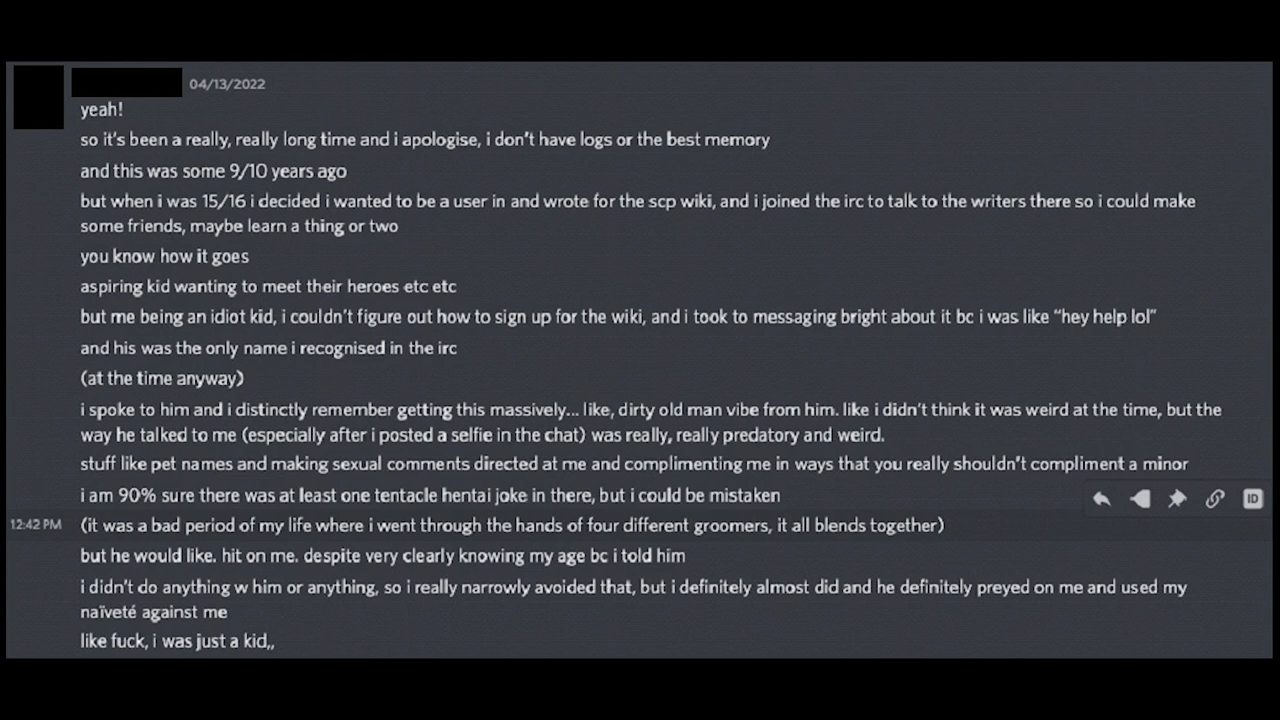 04/13/2022
yeah!
so it's been a really, really long time and i apologise, i don't have logs or the best memory
and this was some 9/10 years ago
but when i was 15/16 i decided i wanted to be a user in and wrote for the scp wiki, and i joined the irc to talk to the writers there so i could make
some friends, maybe learn a thing or two
you know how it goes
aspiring kid wanting to meet their heroes etc etc
but me being an idiot kid, i couldn't figure out how to sign up for the wiki, and i took to messaging bright about it bc i was like “hey help lol”
and his was the only name i recognised in the irc
(at the time anyway)
i spoke to him and i distinctly remember getting this massively... like, dirty old man vibe from him. like i didn't think it was weird at the time, but the
way he talked to me (especially after i posted a selfie in the chat) was really, really predatory and weird.
stuff like pet names and making sexual comments directed at me and complimenting me in ways that you really shouldn't compliment a minor
i am 90% sure there was at least one tentacle hentai joke in there, but i could be mistaken
ID
12:42 PM (it was a bad period of my life where i went through the hands of four different groomers, it all blends together)
but he would like. hit on me. despite very clearly knowing my age bc i told him
i didn't do anything w him or anything, so i really narrowly avoided that, but i definitely almost did and he definitely preyed on me and used my
naïveté against me
like fuck, i was just a kid,,